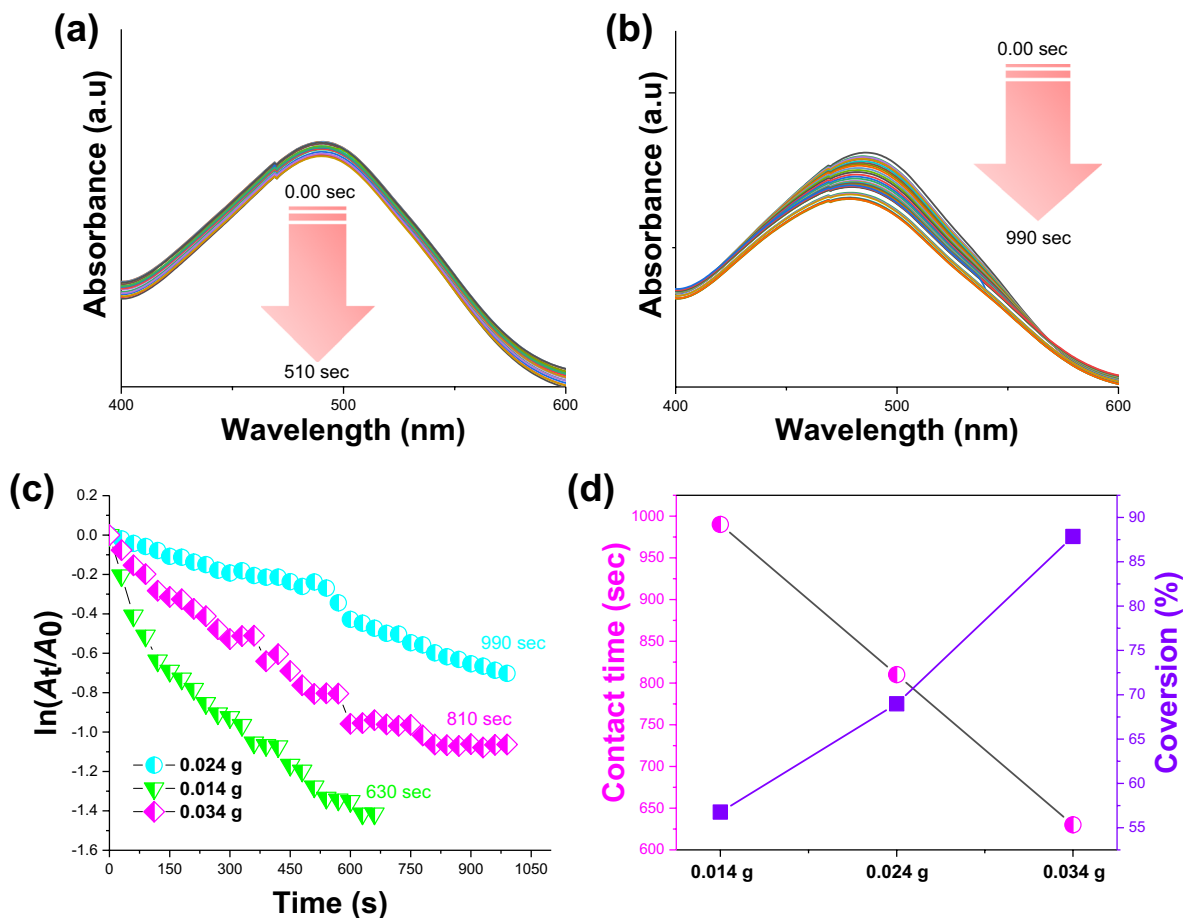 (a)
Absorbance (a.u)
0.00 sec
510 sec
400 500 600
Wavelength (nm)
(b)
Absorbance (a.u)
0.00 sec
990 sec
400 500 600
Wavelength (nm)
(c)
ln(At/A0)
0.2
0.0
-0.2
-0.4
-0.6
-0.8
-1.0
-1.2
-1.4
-1.6
990 sec
810 sec
630 sec
0.024 g
0.014 g
0.034 g
0 150 300 450 600 750 900 1050
Time (s)
(d)
Contact time (sec)
1000
950
900
850
800
750
700
650
600
0.014 g 0.024 g 0.034 g
90
85
80
75
70
65
60
55
Coversion (%)